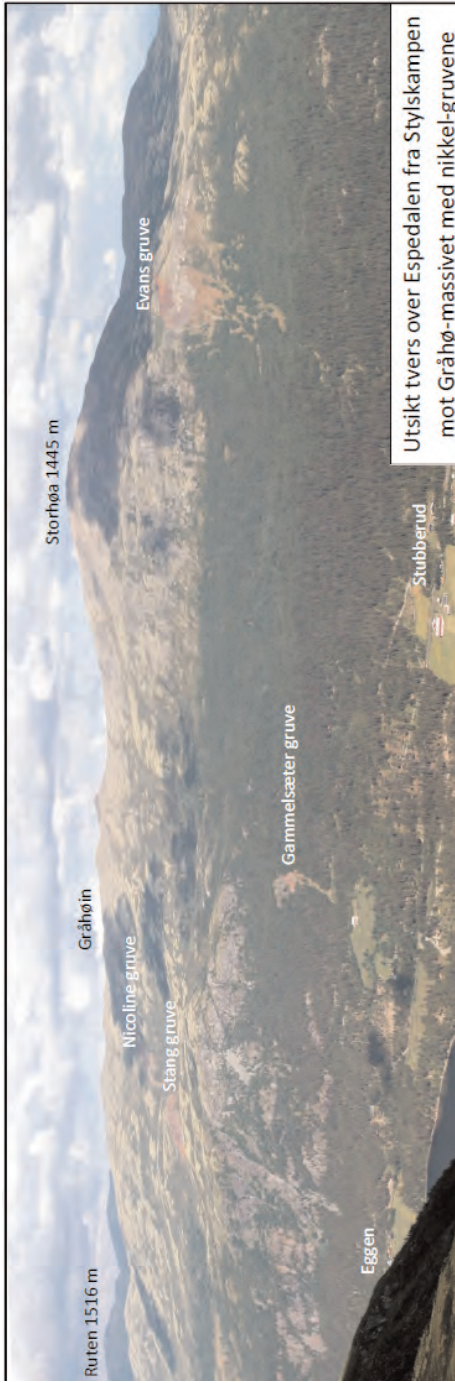 Ruten 1516 m
Gråhøin
Storhøa 1445 m
Nicoline gruve
Stang gruve
Evans gruve
Gammelsæter gruve
Eggen
Stubberud
Utsikt tvers over Espedalen fra Stylskampen
mot Gråhø-massivet med nikkel-gruvene